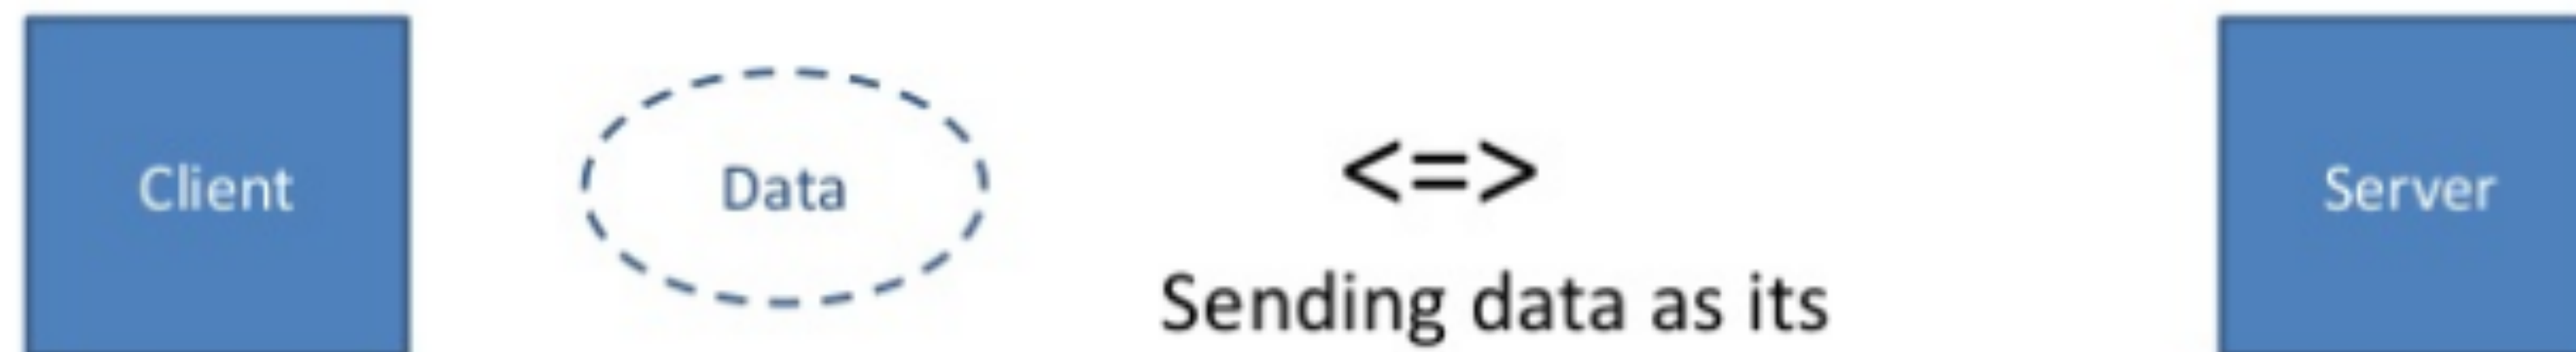 Client
Data
<=>
Server
Sending data as its